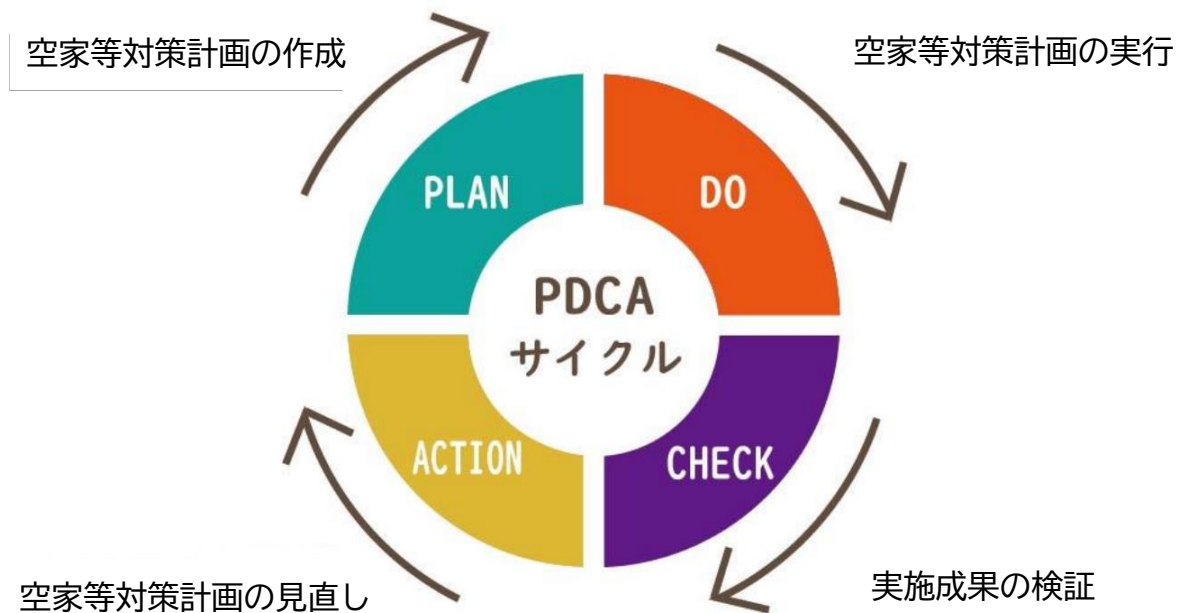 空家等対策計画の作成
空家等対策計画の実行
PLAN
DO
PDCA
サイクル
ACTION
CHECK
空家等対策計画の見直し
実施成果の検証